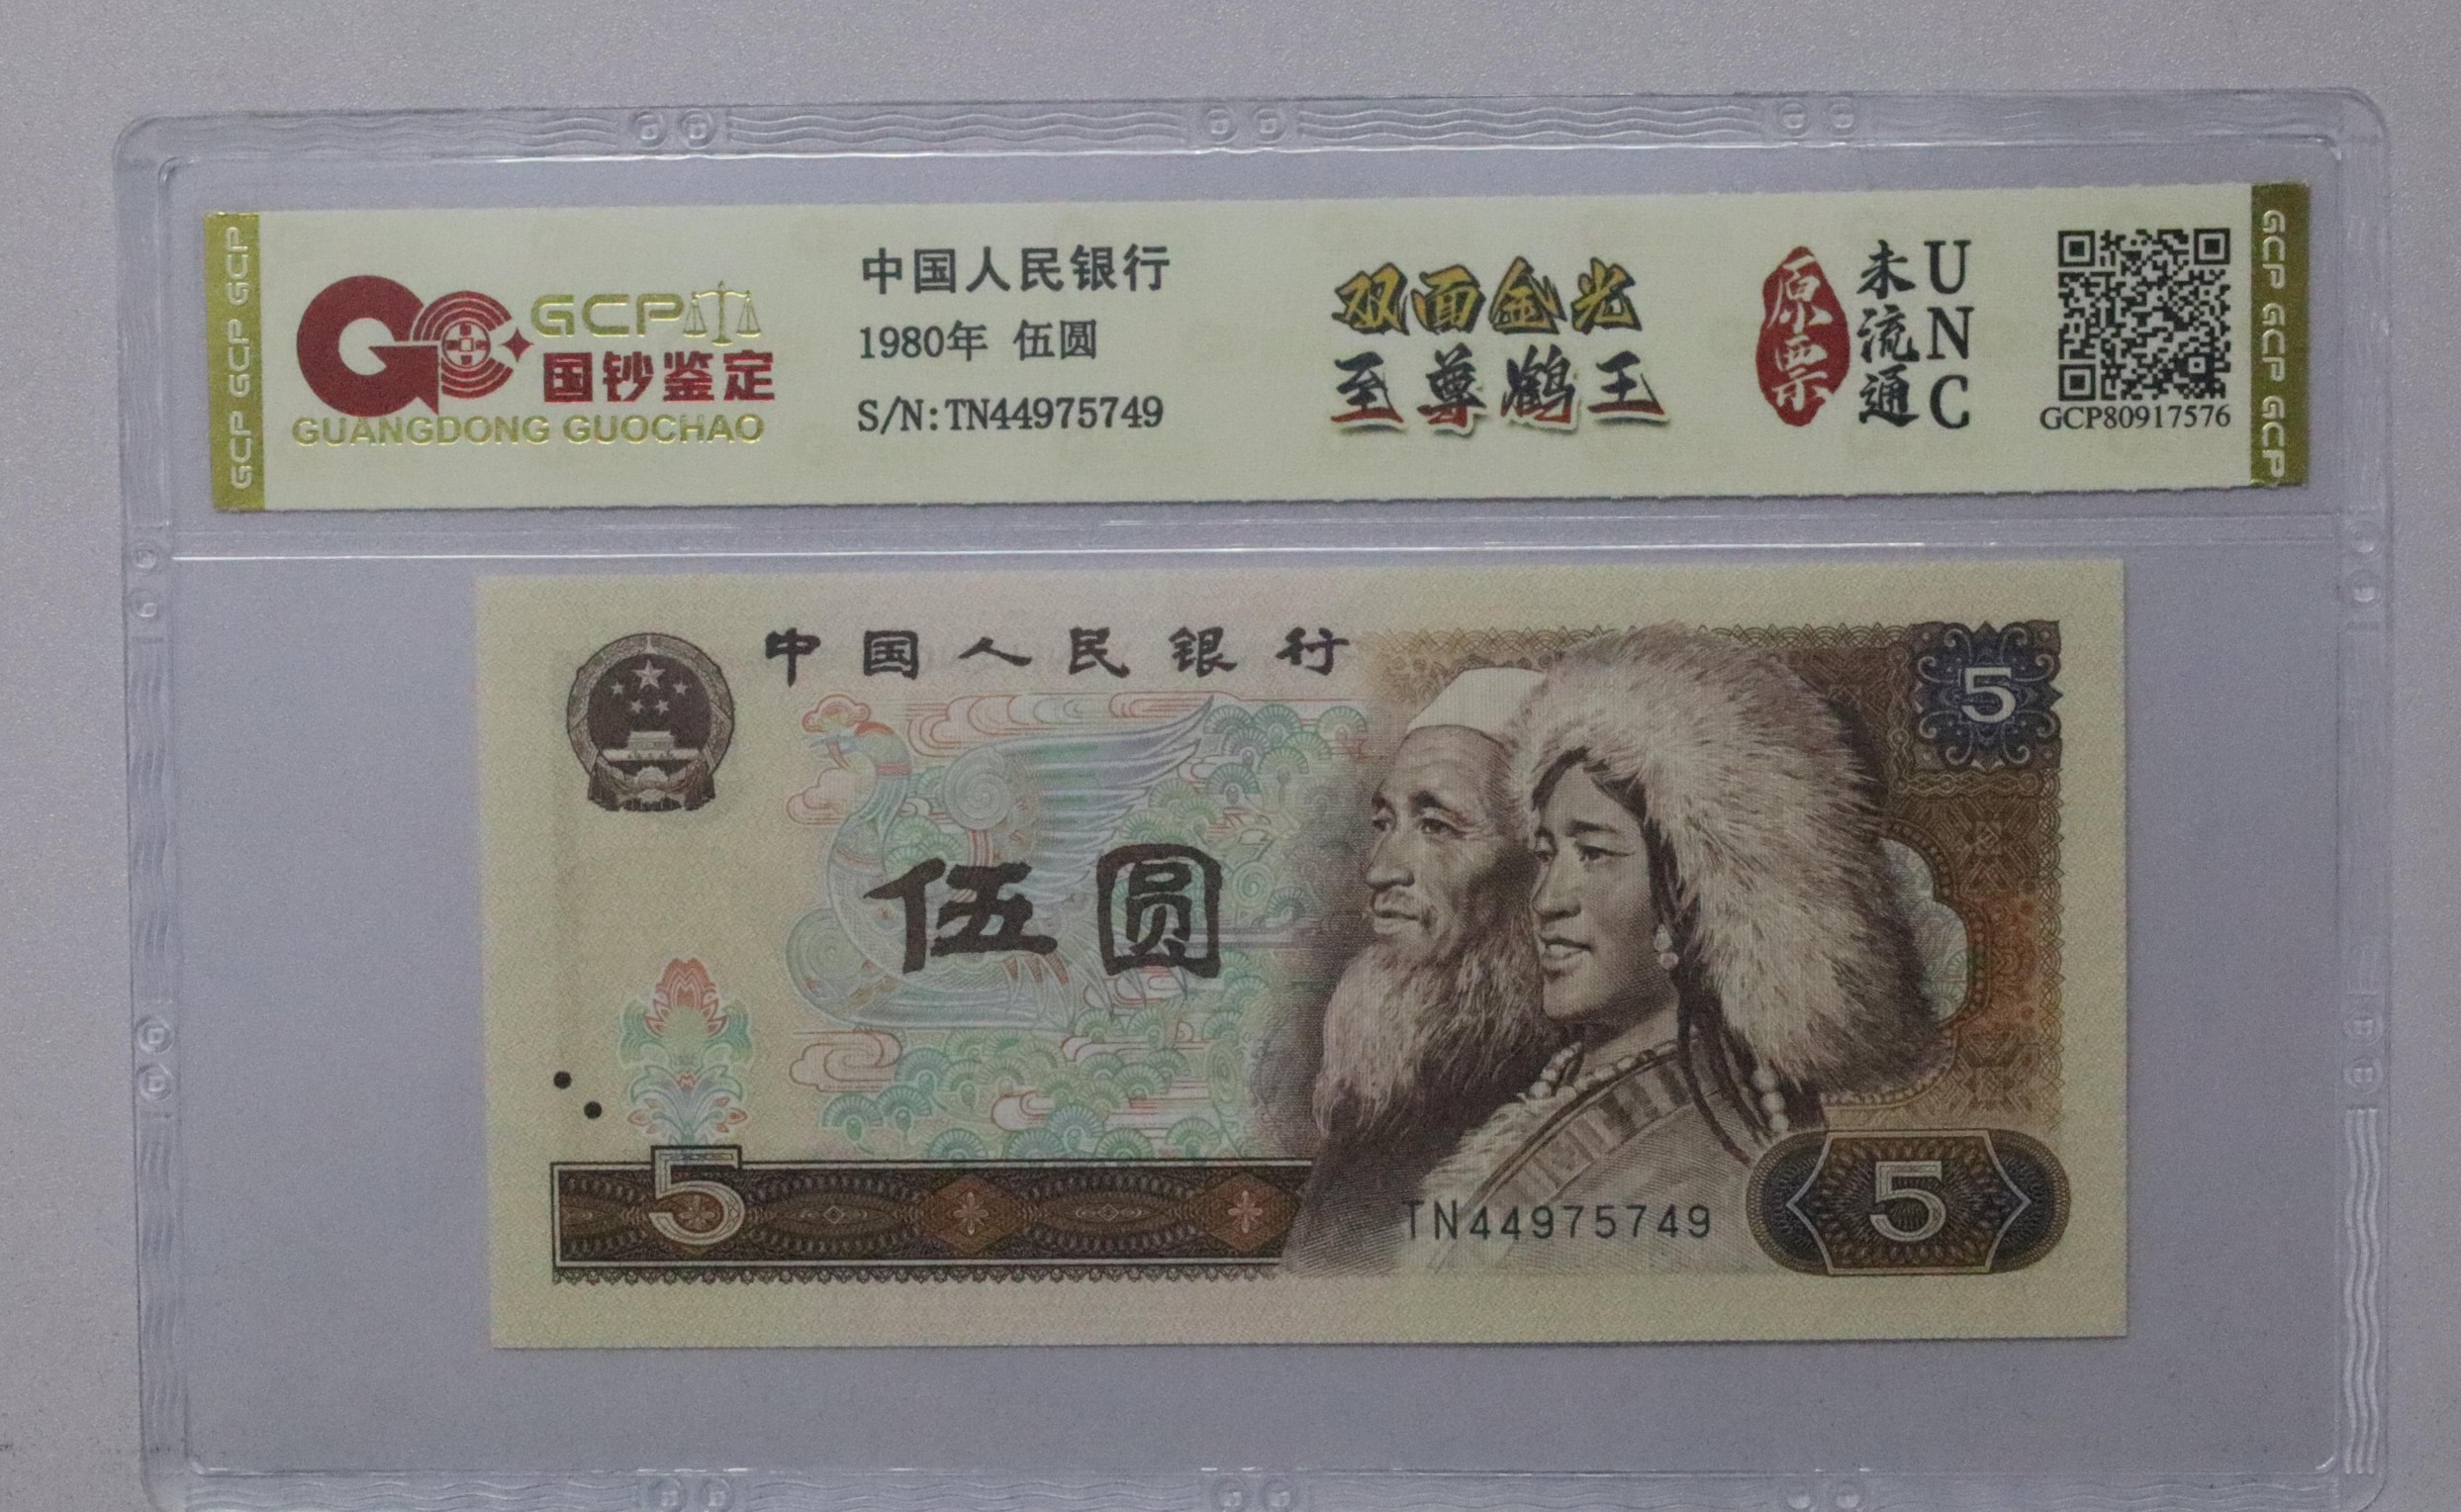 GCP GCP GCP
GCP
国钞鉴定
GUANGDONG GUOCHAO
中国人民银行
1980年 伍圆
S/N:TN44975749
双面金光
至尊鹤王
原票
未流通
UNC
GCP80917576
GCP GCP GCP
中国人民银行
5
伍圆
5
TN44975749
5